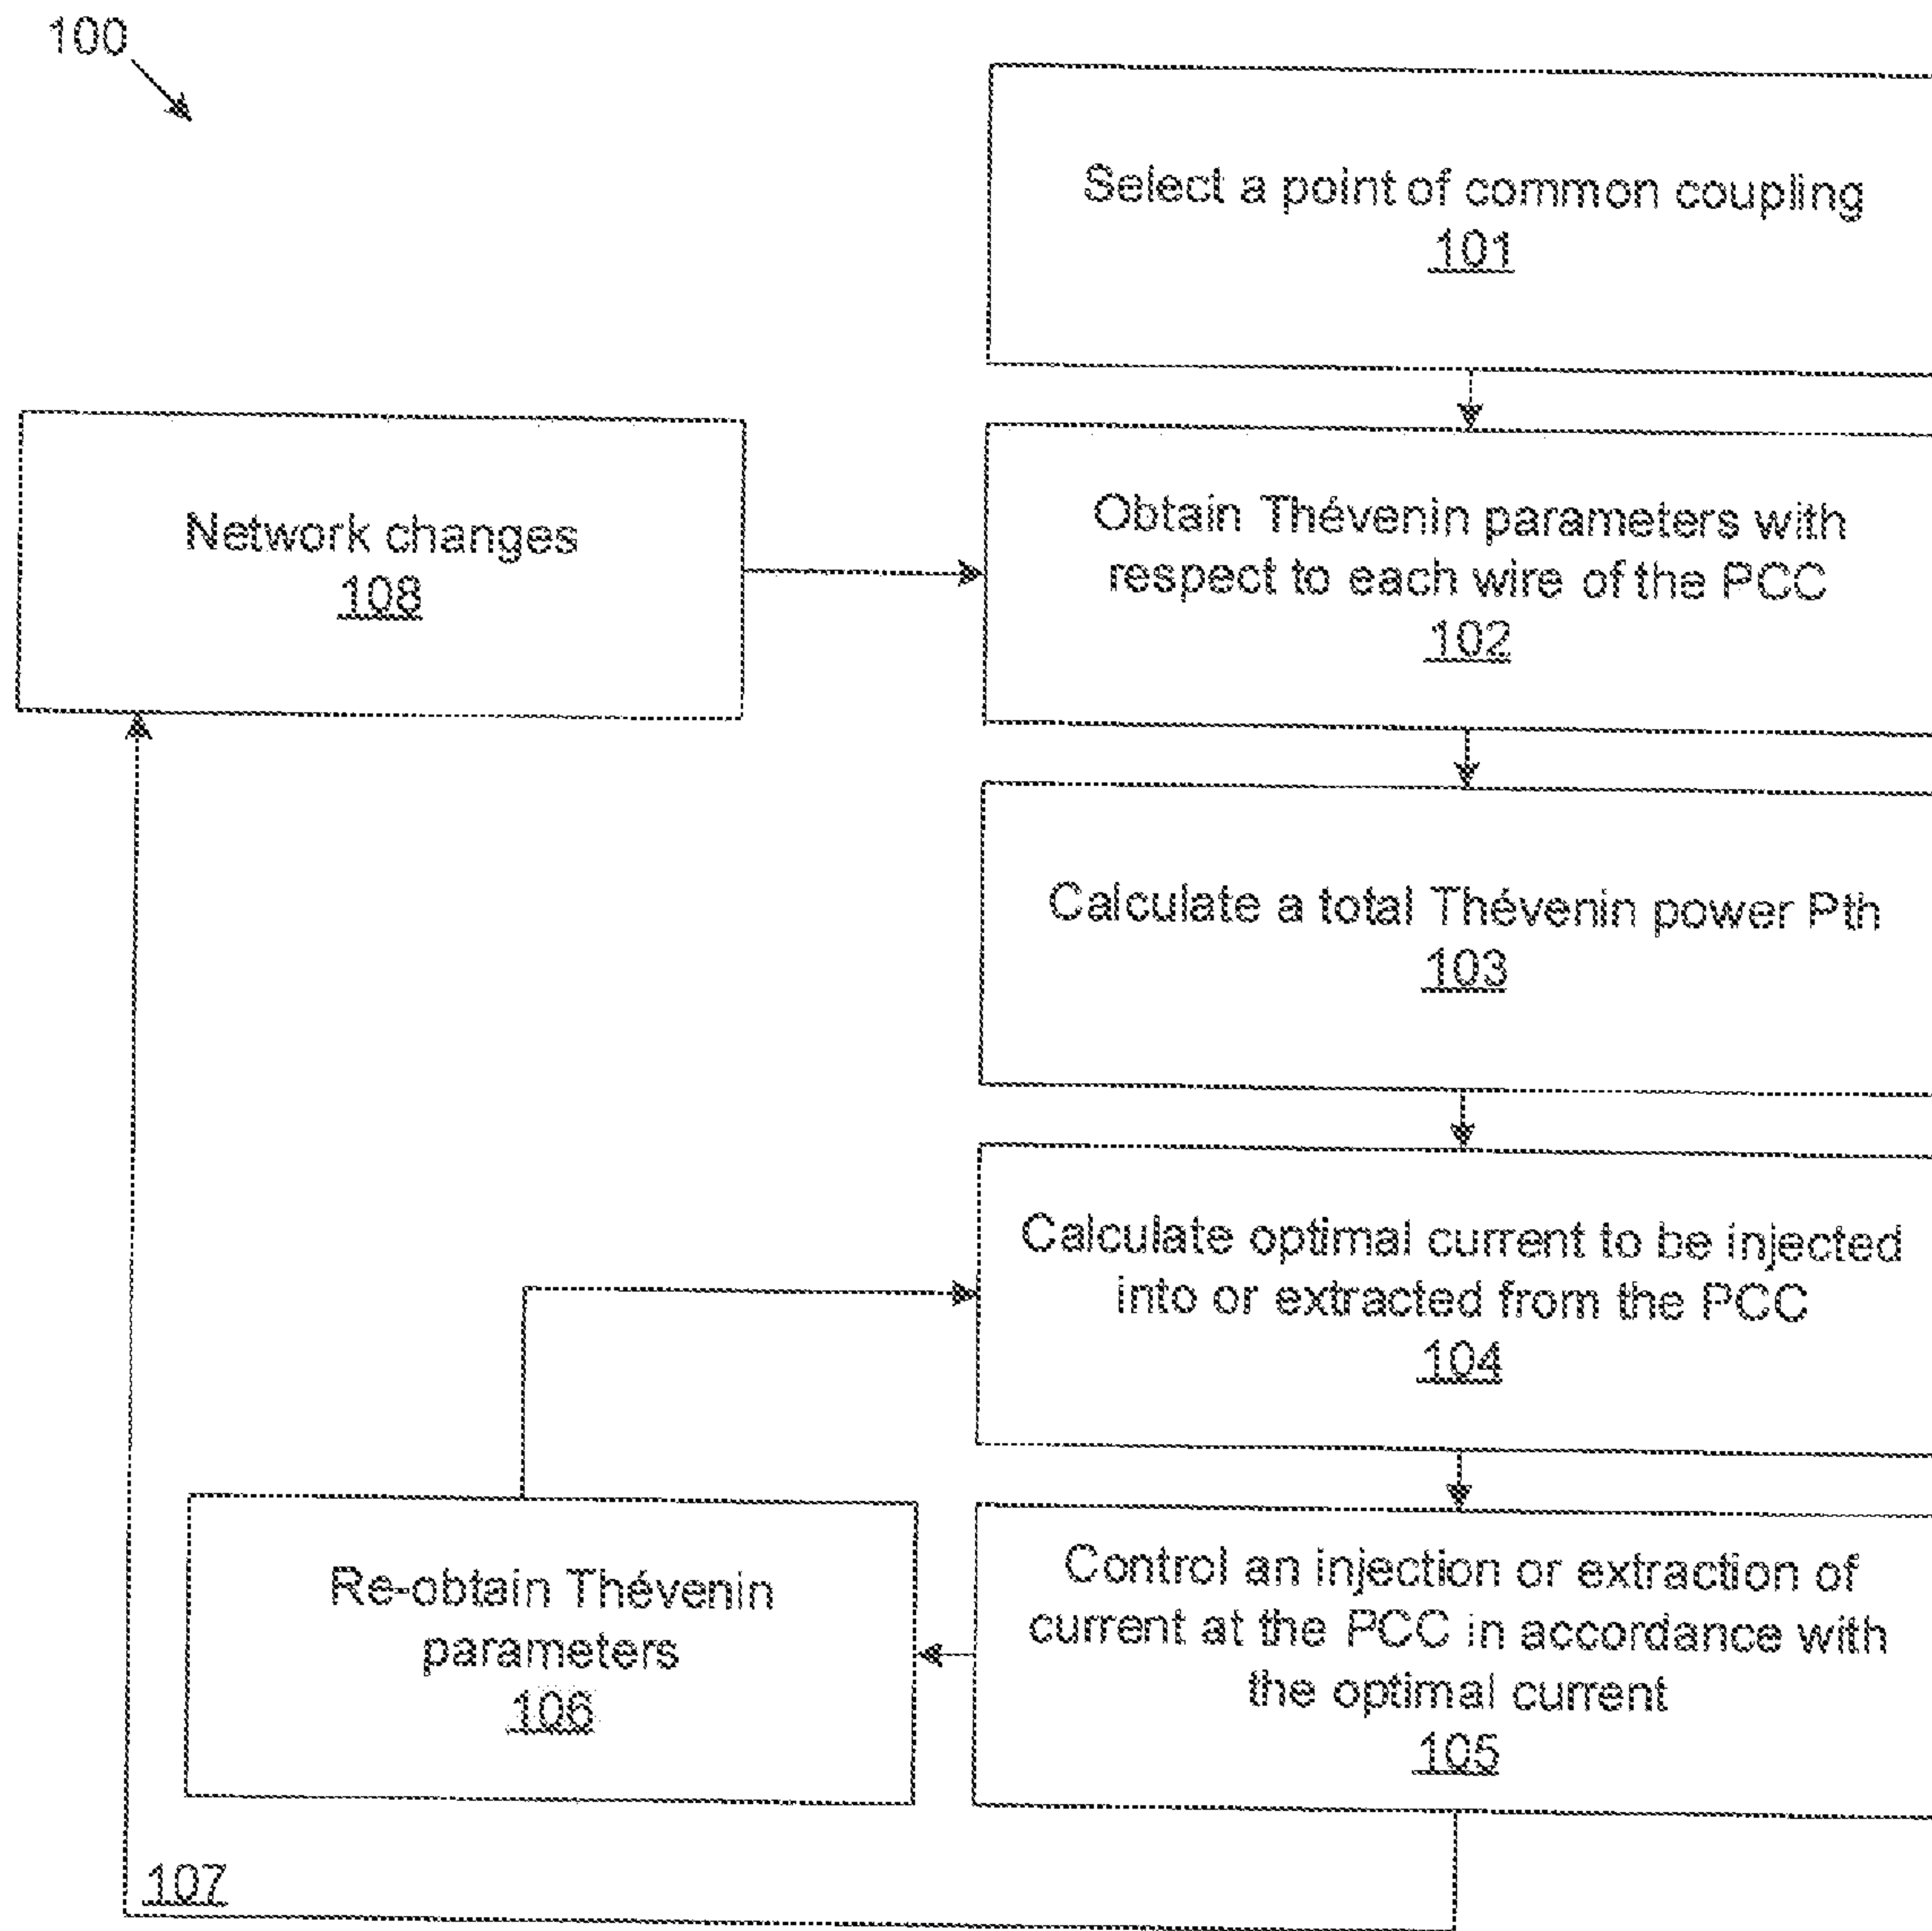 100
Select a point of common coupling
101
Network changes
108
Obtain Thévenin parameters with
respect to each wire of the PCC
102
Calculate a total Thévenin power Pth
103
Calculate optimal current to be injected
into or extracted from the PCC
104
Re-obtain Thévenin
parameters
106
Control an injection or extraction of
current at the PCC in accordance with
the optimal current
105
107